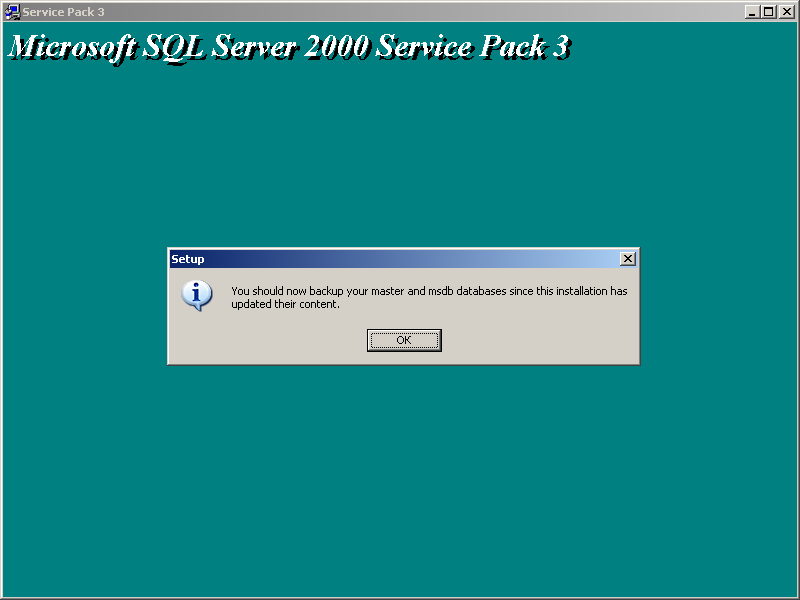 Service Pack 3
Microsoft SQL Server 2000 Service Pack 3
Setup
You should now backup your master and msdb databases since this installation has
updated their content.
OK